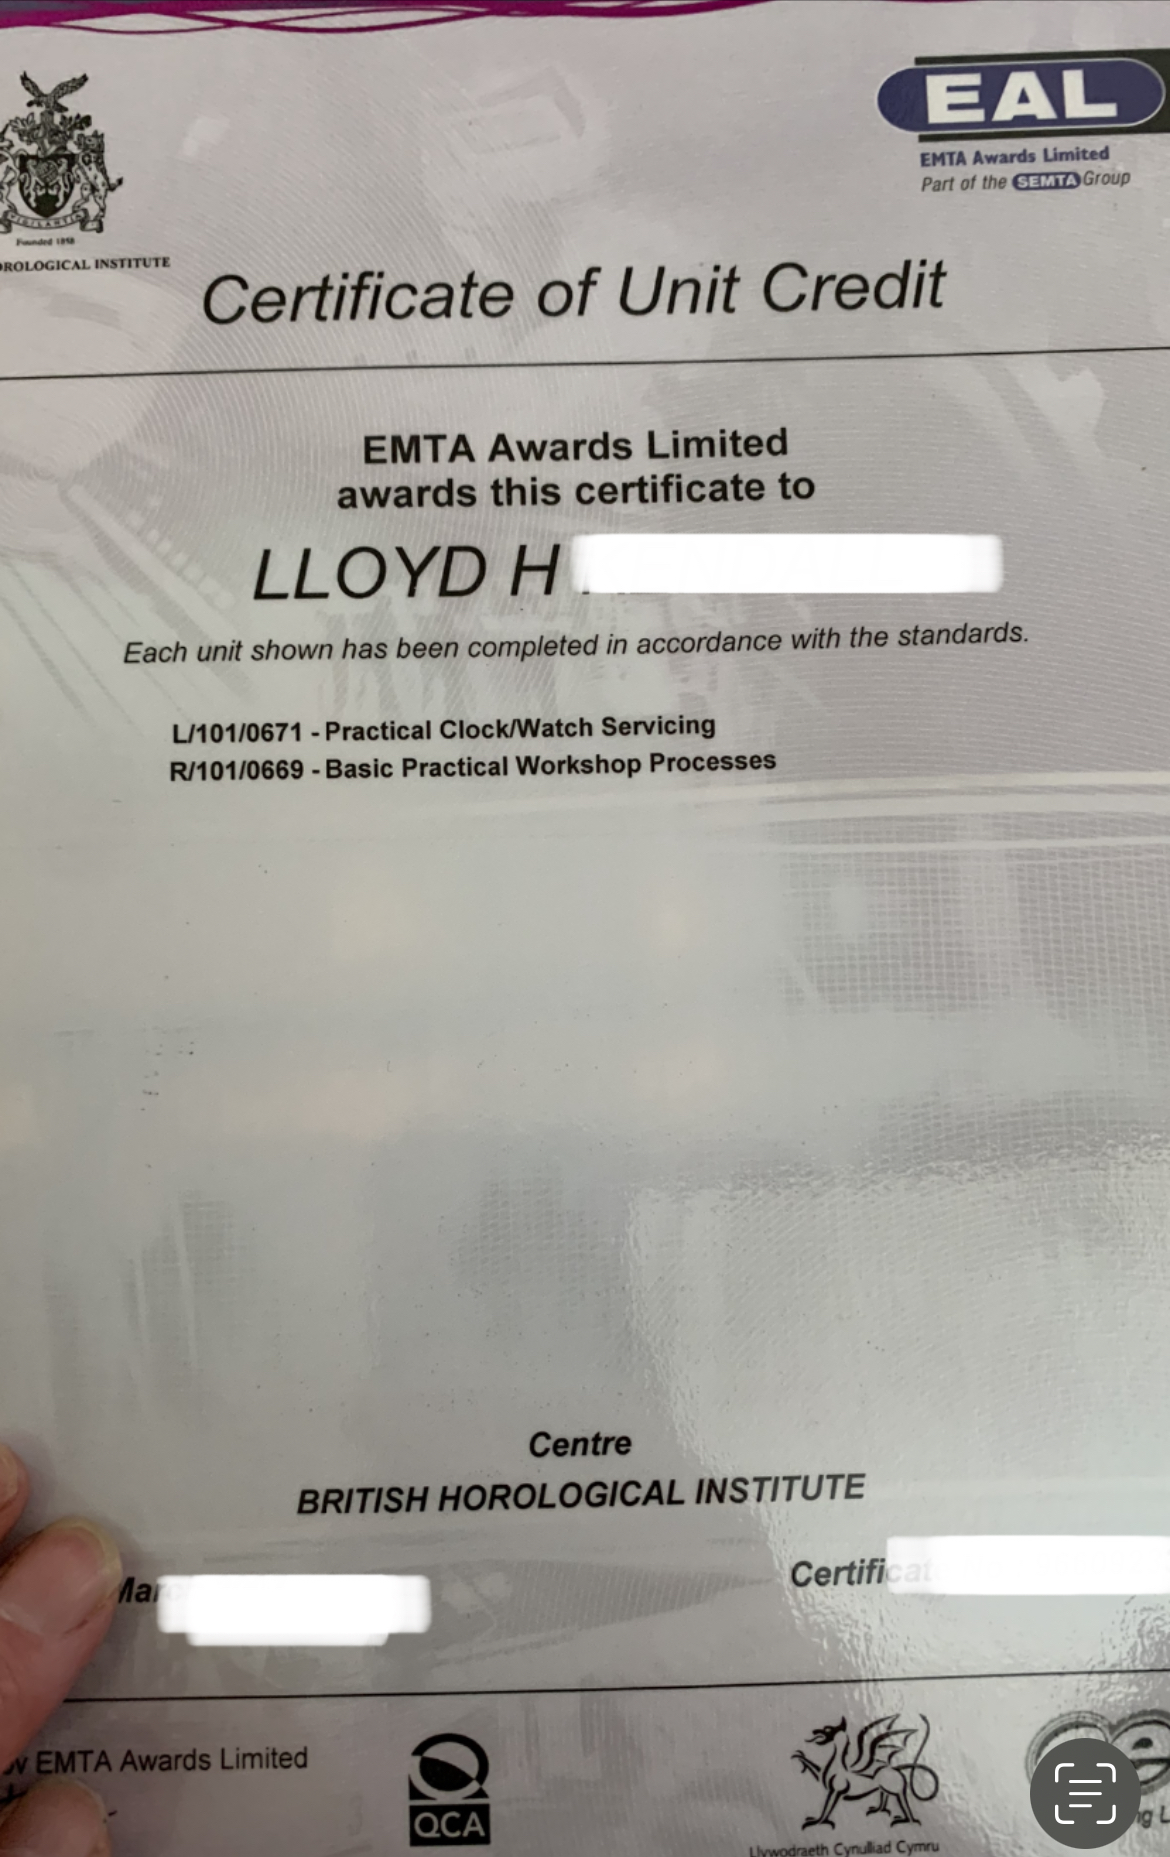 EAL
EMTA Awards Limited
Part of the SEMTA Group
VIGILANTIA
Founded 1858
OROLOGICAL INSTITUTE
Certificate of Unit Credit
EMTA Awards Limited
awards this certificate to
LLOYD H
Each unit shown has been completed in accordance with the standards.
L/101/0671 - Practical Clock/Watch Servicing
R/101/0669 - Basic Practical Workshop Processes
Centre
BRITISH HOROLOGICAL INSTITUTE
EMTA Awards Limited
QCA
Llywodraeth Cynulliad Cymru